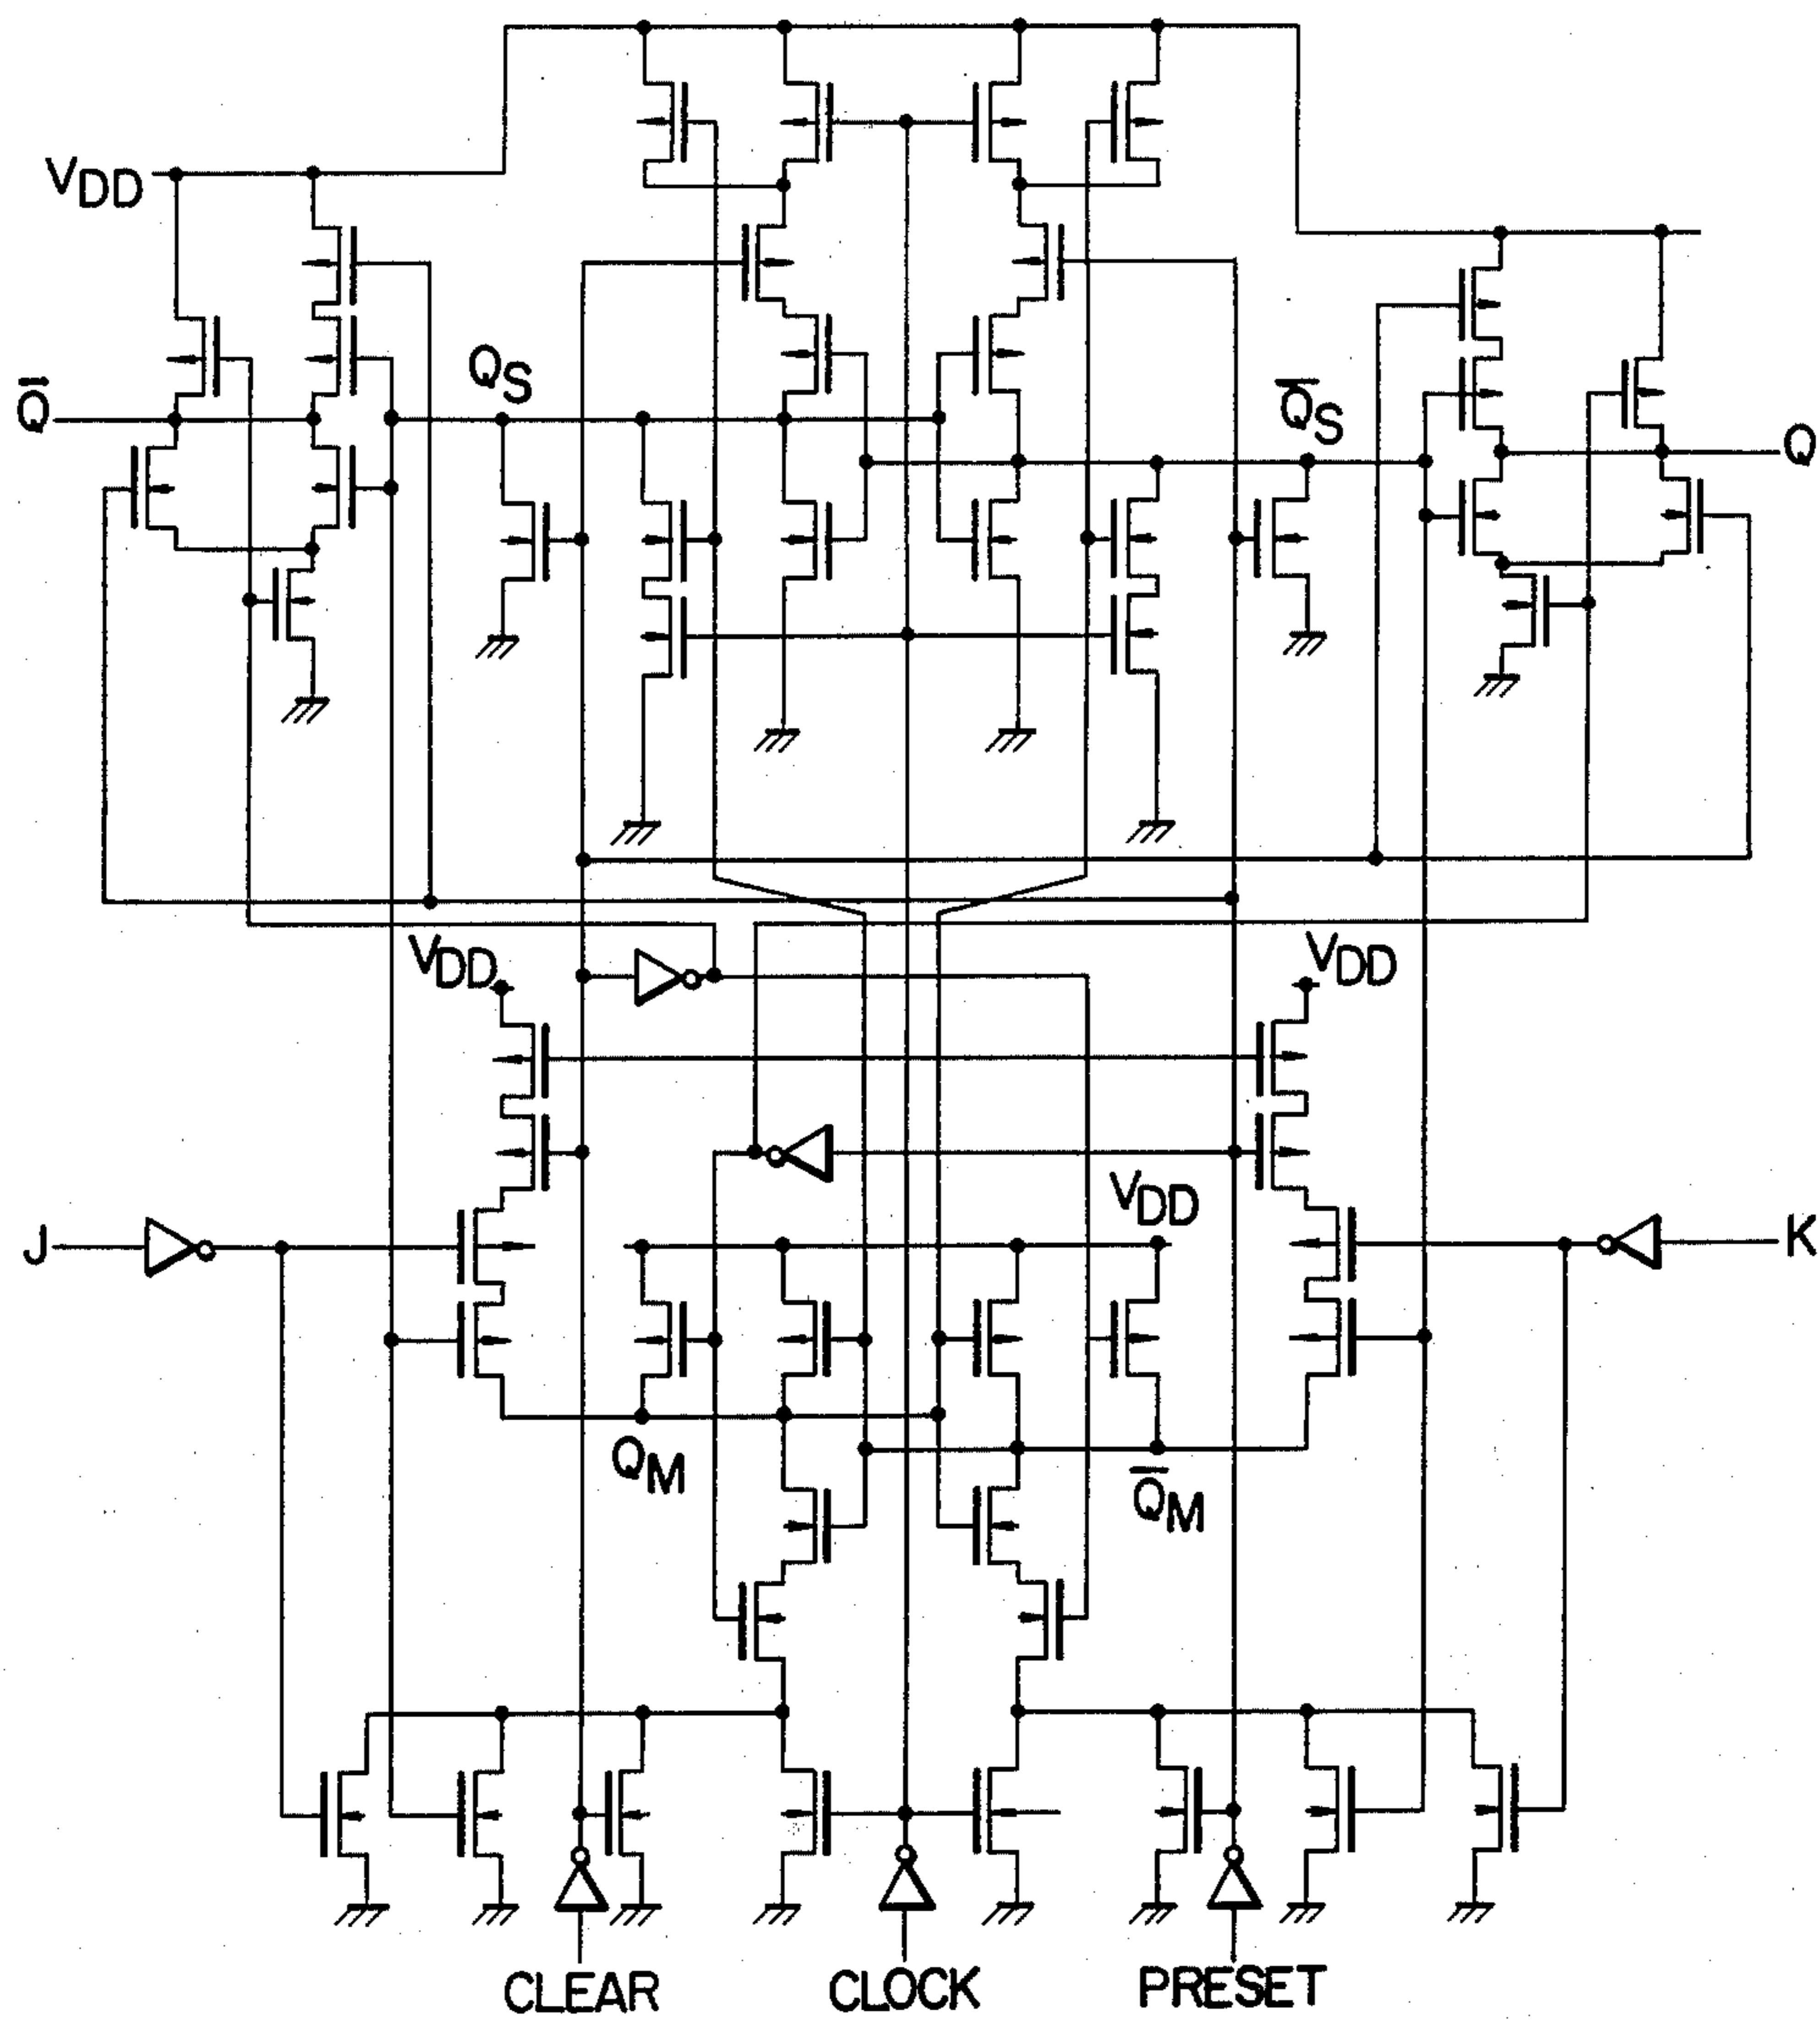 VDD
Q̅
QS
Q̅S
Q
VDD
VDD
VDD
J
K
QM
Q̅M
CLEAR
CLOCK
PRESET